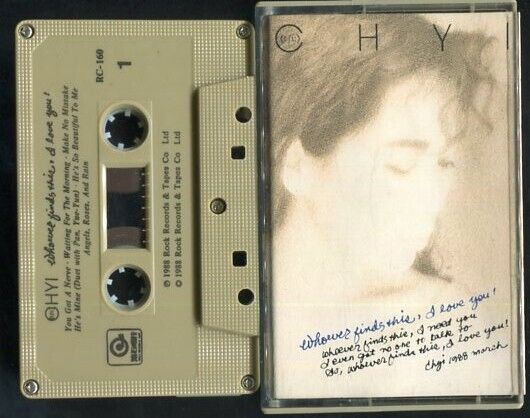 RC-160
1
CHYI Whoever finds this, I love you!
You Got A Nerve · Waiting For The Morning · Make No Mistake
He's Mine (Duet with Pan, Yue-Yun) · He's So Beautiful To Me
Angels, Roses, And Rain
℗ 1988 Rock Records & Tapes Co Ltd
© 1988 Rock Records & Tapes Co Ltd
CHYI
Whoever finds this, I love you!
whoever finds this, I need you
I even got no one to talk to
So, whoever finds this, I love you!
Chyi 1988 march